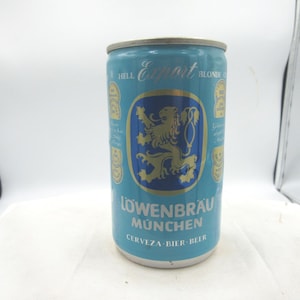 HELL Export BLONDE
LÖWENBRÄU
MÜNCHEN
CERVEZA-BIER-BEER